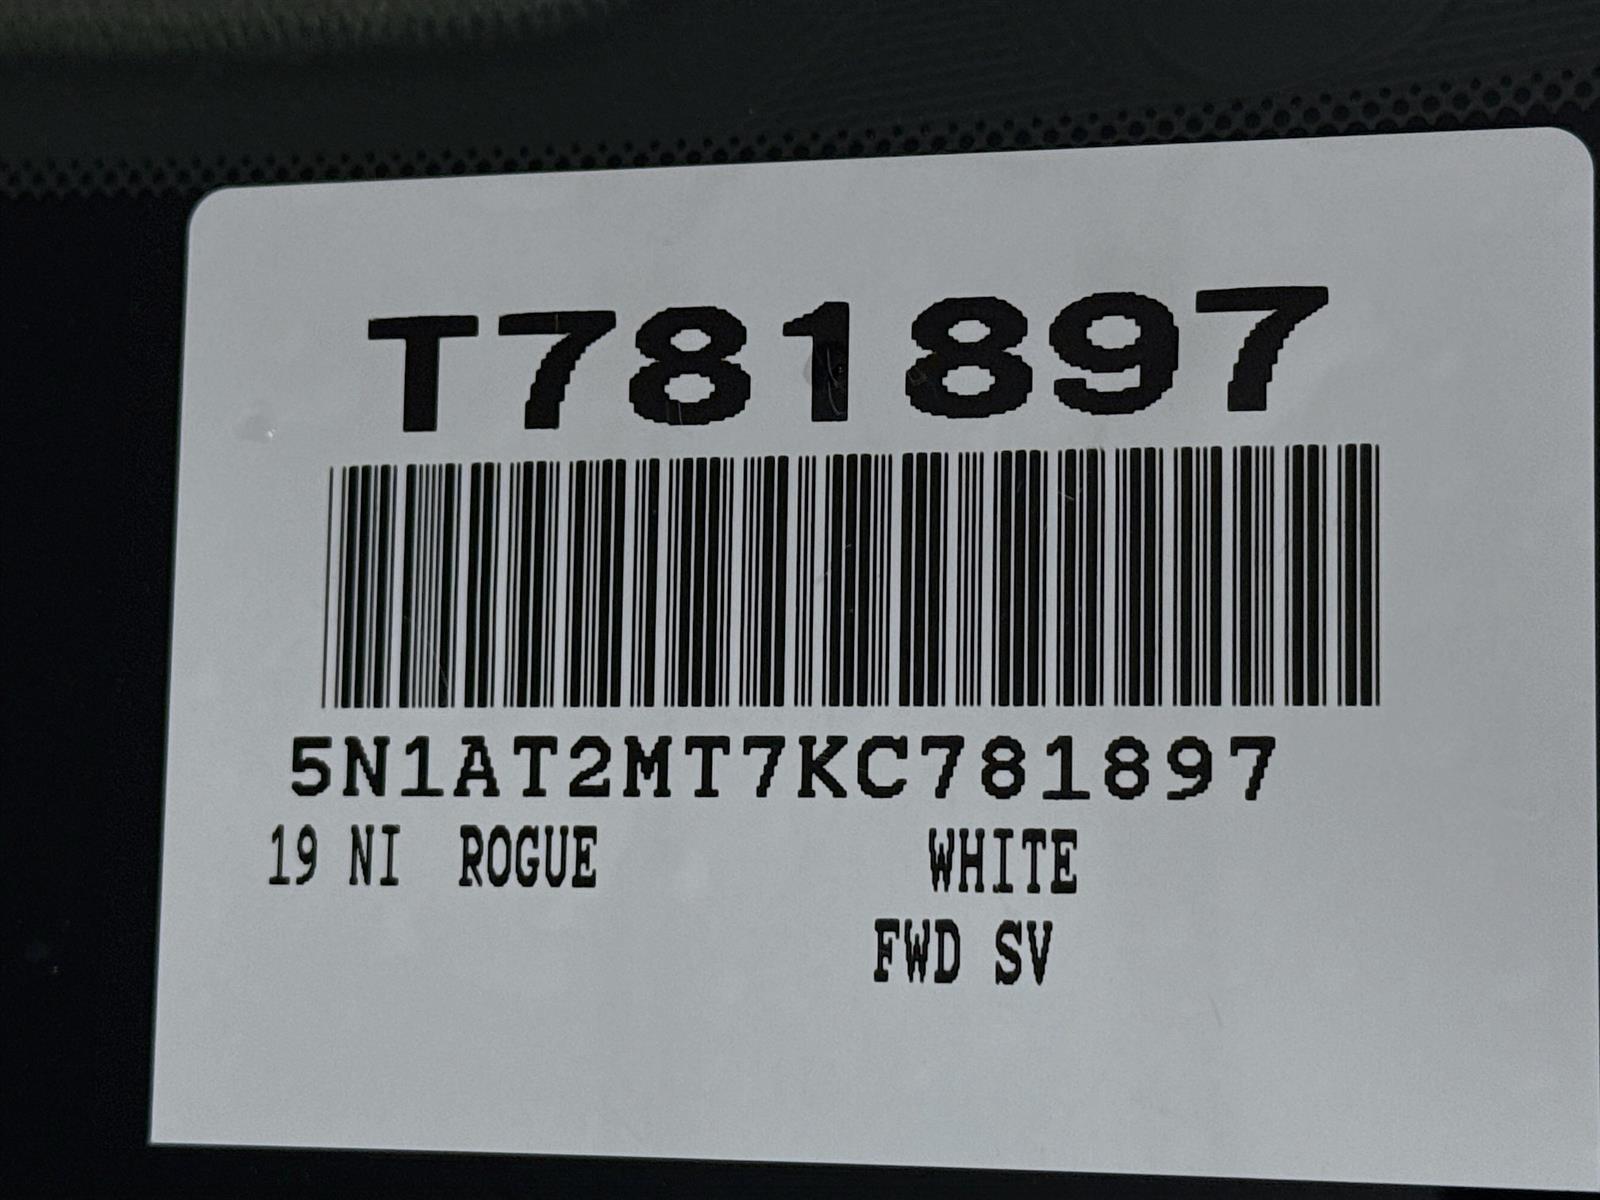 T781897
5N1AT2MT7KC781897
19 NI ROGUE WHITE
FWD SV